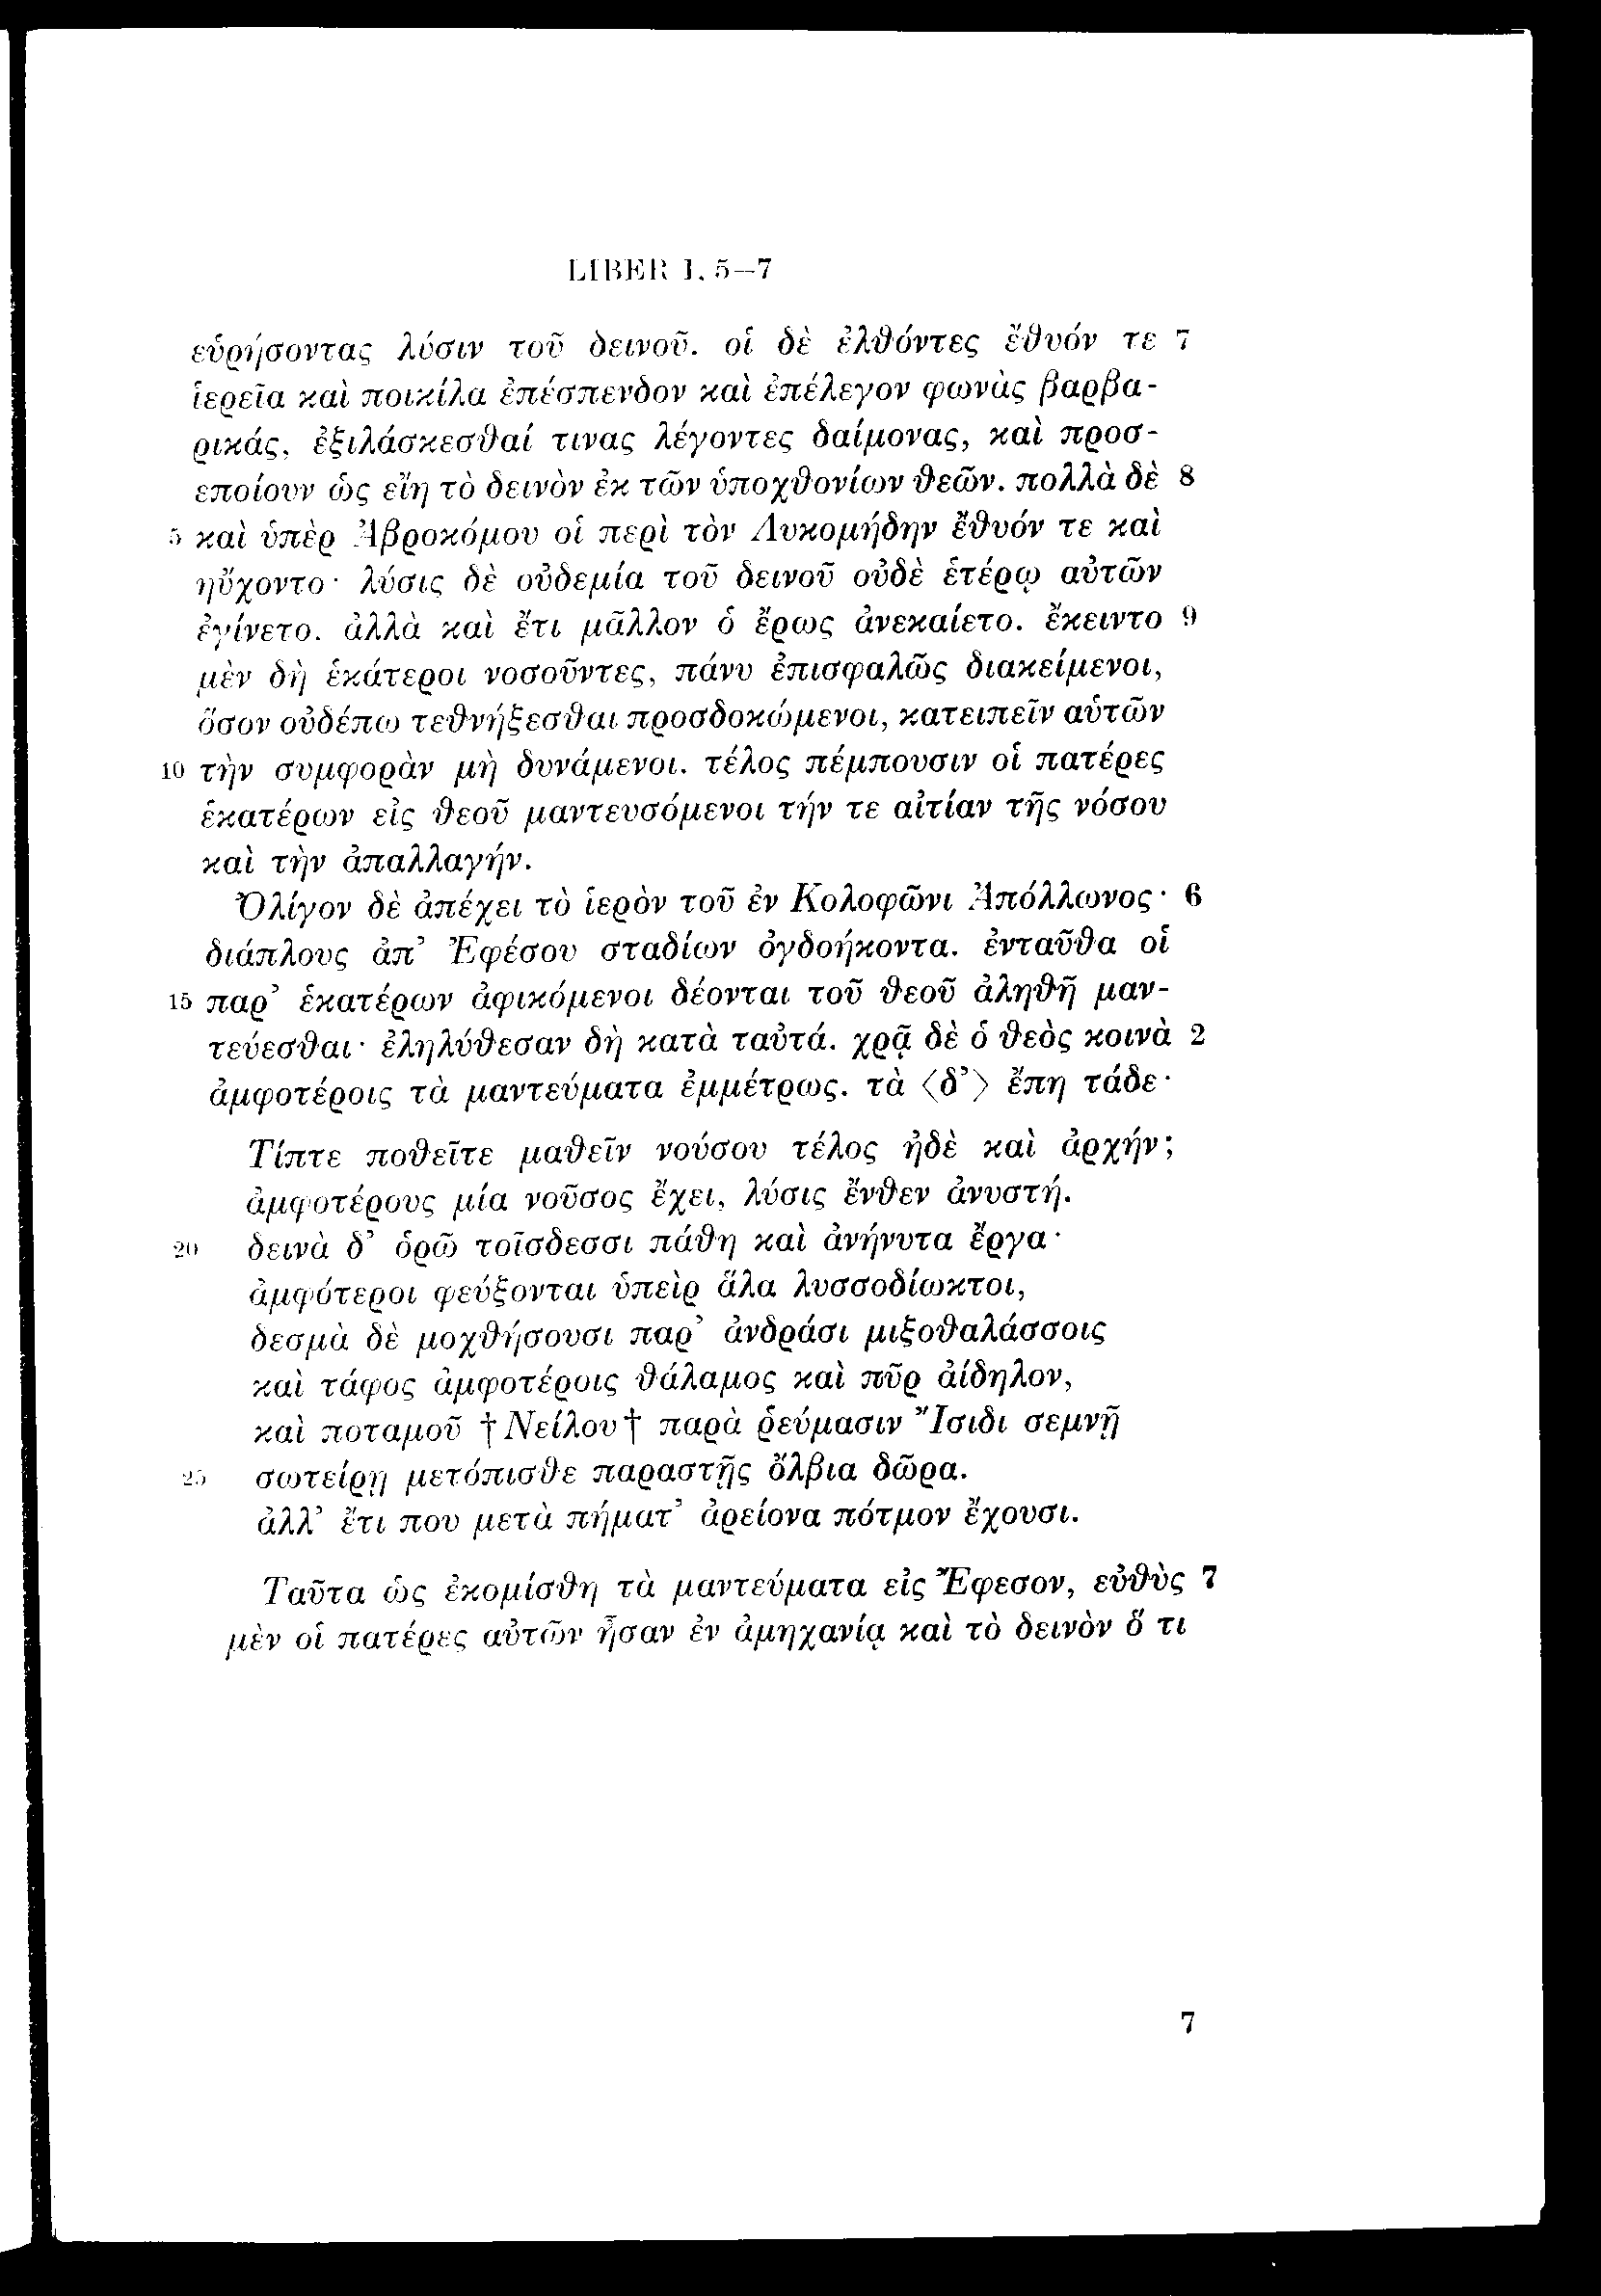 LIBER I. 5–7
εὑρήσοντας λύσιν τοῦ δεινοῦ. οἱ δὲ ἐλθόντες ἔθυόν τε 7
ἱερεῖα καὶ ποικίλα ἐπέσπενδον καὶ ἐπέλεγον φωνὰς βαρβα-
ρικάς, ἐξιλάσκεσθαί τινας λέγοντες δαίμονας, καὶ προσ-
εποίουν ὡς εἴη τὸ δεινὸν ἐκ τῶν ὑποχθονίων θεῶν. πολλὰ δὲ 8
5 καὶ ὑπὲρ Ἁβροκόμου οἱ περὶ τὸν Λυκομήδην ἔθυόν τε καὶ
ηὔχοντο· λύσις δὲ οὐδεμία τοῦ δεινοῦ οὐδὲ ἑτέρῳ αὐτῶν
ἐγίνετο. ἀλλὰ καὶ ἔτι μᾶλλον ὁ ἔρως ἀνεκαίετο. ἔκειντο 9
μὲν δὴ ἑκάτεροι νοσοῦντες, πάνυ ἐπισφαλῶς διακείμενοι,
ὅσον οὐδέπω τεθνήξεσθαι προσδοκώμενοι, κατειπεῖν αὑτῶν
10 τὴν συμφορὰν μὴ δυνάμενοι. τέλος πέμπουσιν οἱ πατέρες
ἑκατέρων εἰς θεοῦ μαντευσόμενοι τήν τε αἰτίαν τῆς νόσου
καὶ τὴν ἀπαλλαγήν.
Ὀλίγον δὲ ἀπέχει τὸ ἱερὸν τοῦ ἐν Κολοφῶνι Ἀπόλλωνος· 6
διάπλους ἀπ’ Ἐφέσου σταδίων ὀγδοήκοντα. ἐνταῦθα οἱ
15 παρ’ ἑκατέρων ἀφικόμενοι δέονται τοῦ θεοῦ ἀληθῆ μαν-
τεύεσθαι· ἐληλύθεσαν δὴ κατὰ ταὐτά. χρᾷ δὲ ὁ θεὸς κοινὰ 2
ἀμφοτέροις τὰ μαντεύματα ἐμμέτρως. τὰ ⟨δ’⟩ ἔπη τάδε·
Τίπτε ποθεῖτε μαθεῖν νούσου τέλος ἠδὲ καὶ ἀρχήν;
ἀμφοτέρους μία νοῦσος ἔχει, λύσις ἔνθεν ἀνυστή.
20 δεινὰ δ’ ὁρῶ τοῖσδεσσι πάθη καὶ ἀνήνυτα ἔργα·
ἀμφότεροι φεύξονται ὑπεὶρ ἅλα λυσσοδίωκτοι,
δεσμὰ δὲ μοχθήσουσι παρ’ ἀνδράσι μιξοθαλάσσοις
καὶ τάφος ἀμφοτέροις θάλαμος καὶ πῦρ ἀίδηλον,
καὶ ποταμοῦ †Νείλου† παρὰ ῥεύμασιν Ἴσιδι σεμνῇ
25 σωτείρῃ μετόπισθε παραστῇς ὄλβια δῶρα.
ἀλλ’ ἔτι που μετὰ πήματ’ ἀρείονα πότμον ἔχουσι.
Ταῦτα ὡς ἐκομίσθη τὰ μαντεύματα εἰς Ἔφεσον, εὐθὺς 7
μὲν οἱ πατέρες αὐτῶν ἦσαν ἐν ἀμηχανίᾳ καὶ τὸ δεινὸν ὅ τι
7